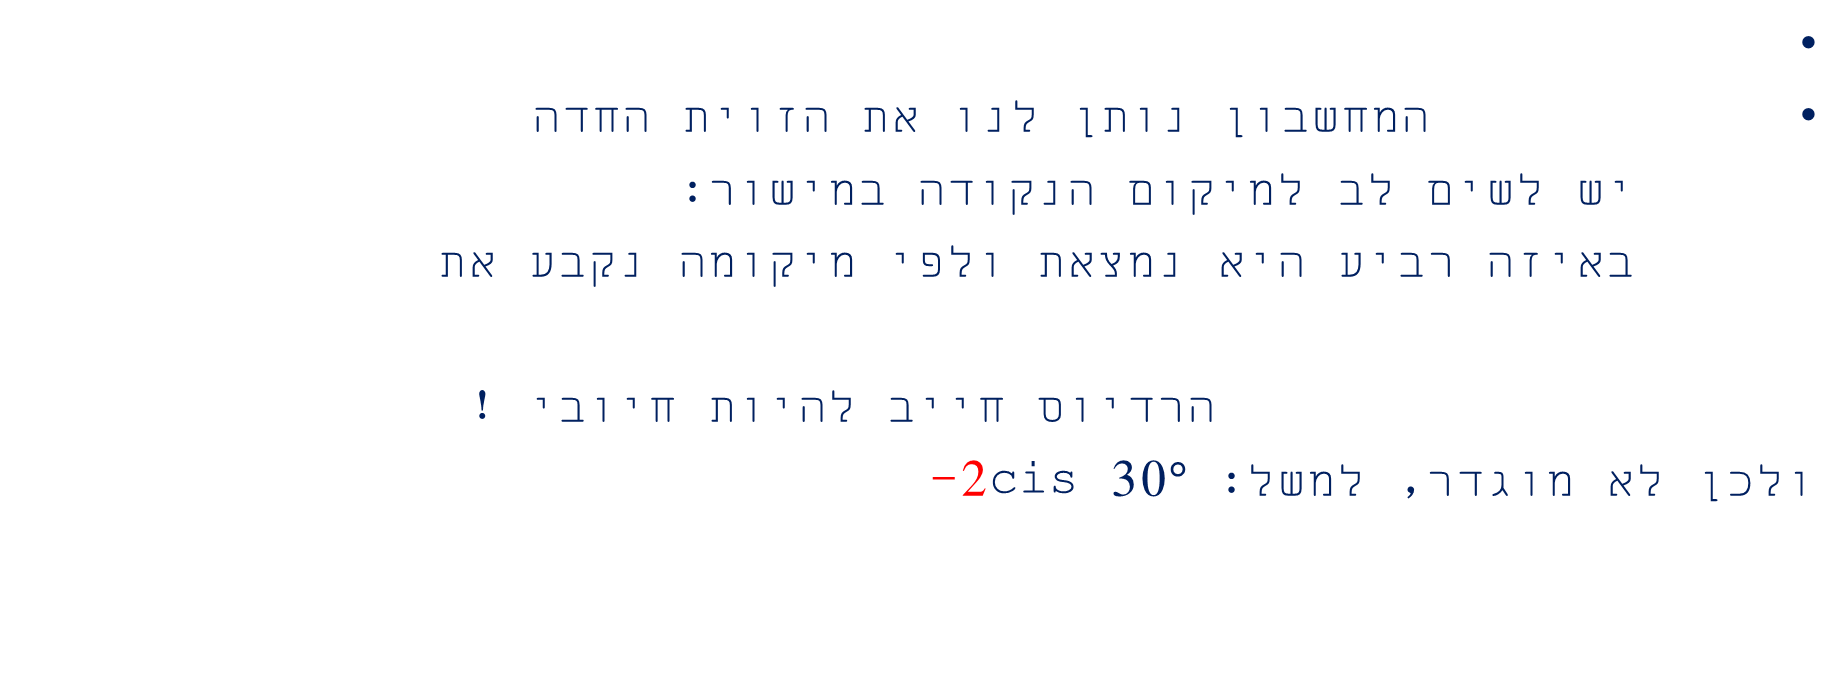 •
• המחשבון נותן לנו את הזוית החדה
יש לשים לב למיקום הנקודה במישור:
באיזה רביע היא נמצאת ולפי מיקומה נקבע את
הרדיוס חייב להיות חיובי !
ולכן לא מוגדר, למשל: -2cis 30°